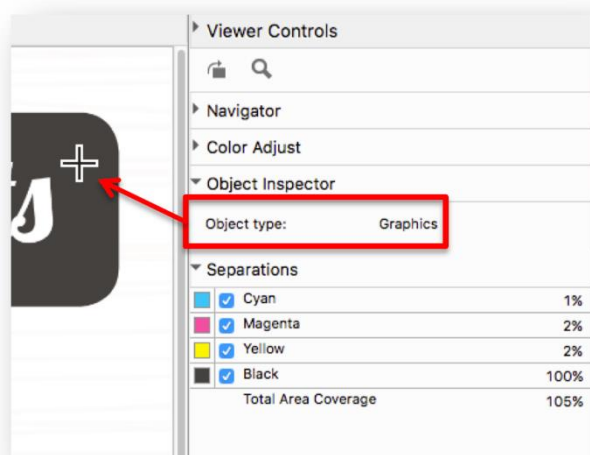 Viewer Controls
Navigator
Color Adjust
Object Inspector
Object type: Graphics
Separations
Cyan 1%
Magenta 2%
Yellow 2%
Black 100%
Total Area Coverage 105%